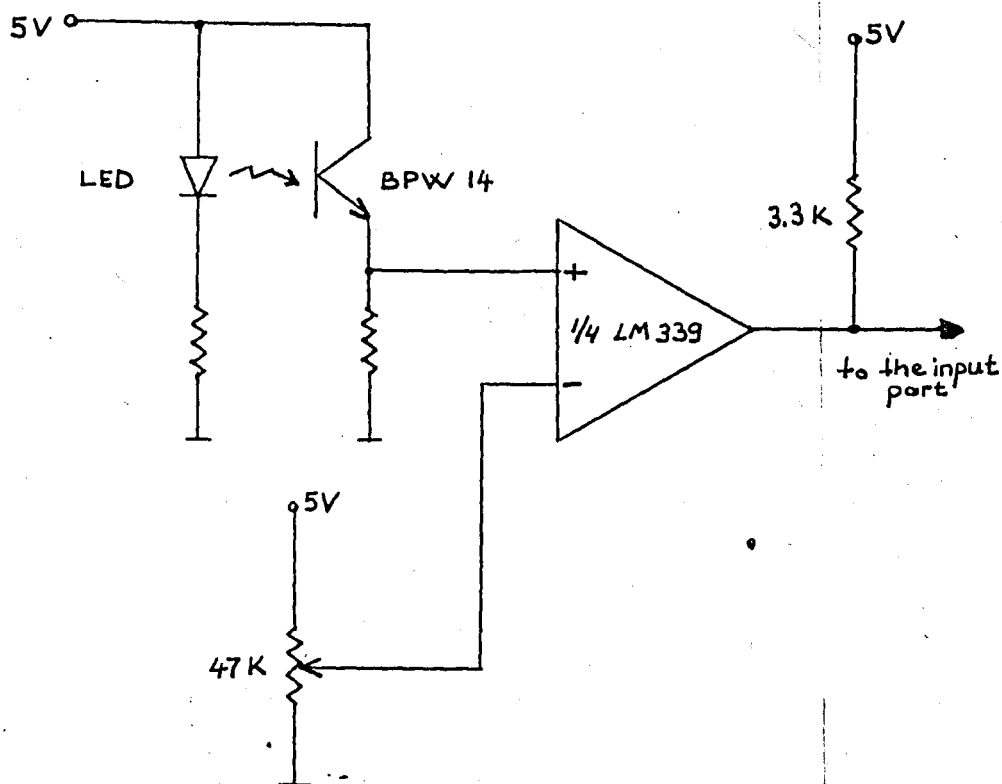 5V
5V
LED
BPW 14
3.3 K
+
1/4 LM 339
-
to the input
port
5V
47 K